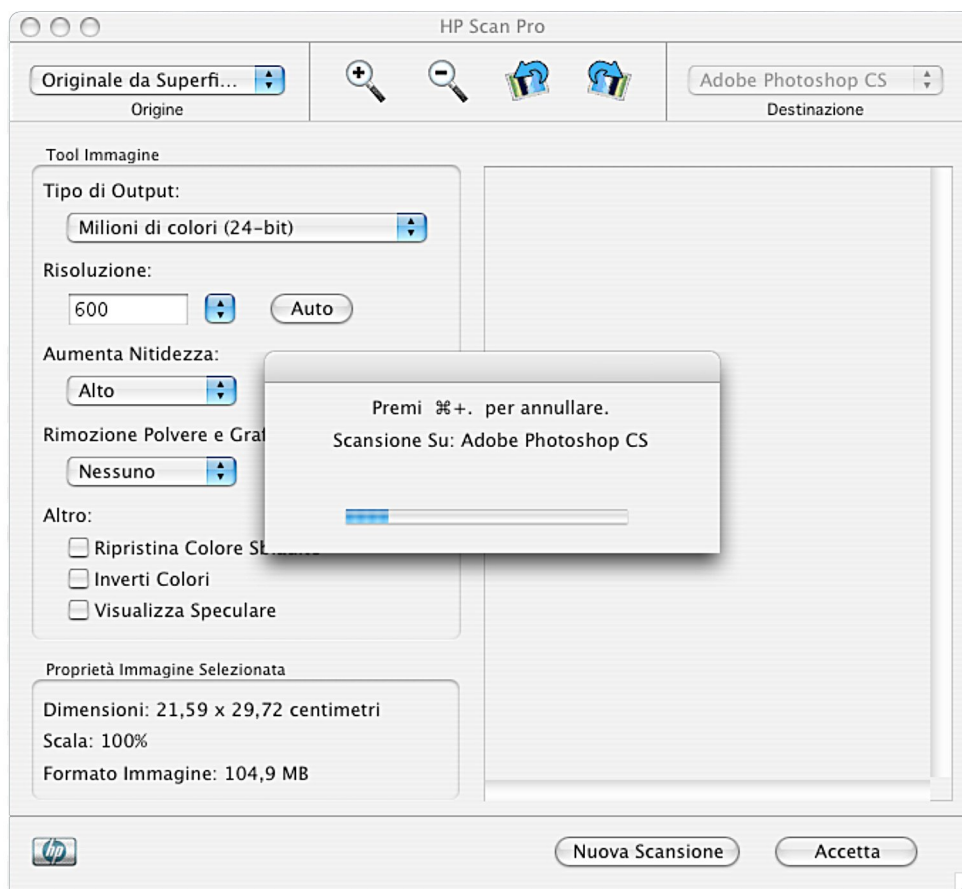 HP Scan Pro
Originale da Superfi...
Origine
Adobe Photoshop CS
Destinazione
Tool Immagine
Tipo di Output:
Milioni di colori (24-bit)
Risoluzione:
600
Auto
Aumenta Nitidezza:
Alto
Premi ⌘+. per annullare.
Scansione Su: Adobe Photoshop CS
Rimozione Polvere e Graf
Nessuno
Altro:
Ripristina Colore
Inverti Colori
Visualizza Speculare
Proprietà Immagine Selezionata
Dimensioni: 21,59 x 29,72 centimetri
Scala: 100%
Formato Immagine: 104,9 MB
hp
Nuova Scansione
Accetta